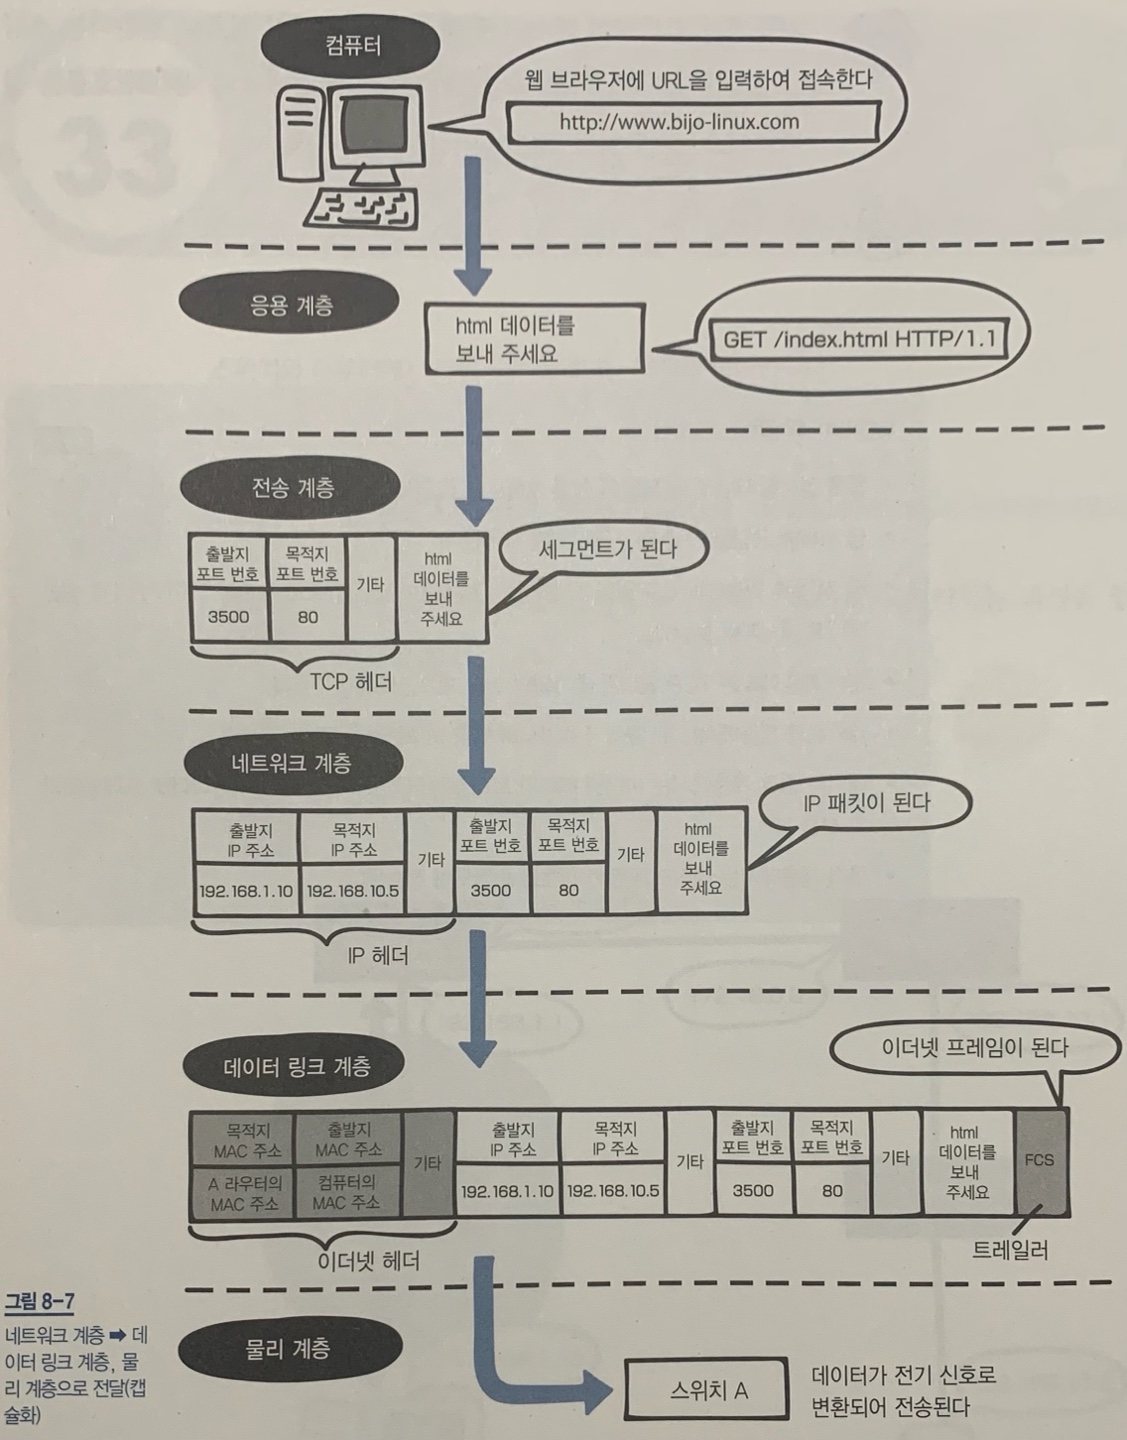 컴퓨터
웹 브라우저에 URL을 입력하여 접속한다
http://www.bijo-linux.com
응용 계층
html 데이터를
보내 주세요
GET /index.html HTTP/1.1
전송 계층
출발지
포트 번호
목적지
포트 번호
기타
html
데이터를
보내
주세요
3500
80
세그먼트가 된다
TCP 헤더
네트워크 계층
출발지
IP 주소
목적지
IP 주소
기타
출발지
포트 번호
목적지
포트 번호
기타
html
데이터를
보내
주세요
192.168.1.10
192.168.10.5
3500
80
IP 패킷이 된다
IP 헤더
데이터 링크 계층
이더넷 프레임이 된다
목적지
MAC 주소
출발지
MAC 주소
기타
출발지
IP 주소
목적지
IP 주소
기타
출발지
포트 번호
목적지
포트 번호
기타
html
데이터를
보내
주세요
FCS
A 라우터의
MAC 주소
컴퓨터의
MAC 주소
192.168.1.10
192.168.10.5
3500
80
이더넷 헤더
트레일러
그림 8-7
네트워크 계층 ➡ 데
이터 링크 계층, 물
리 계층으로 전달(캡
슐화)
물리 계층
스위치 A
데이터가 전기 신호로
변환되어 전송된다
33